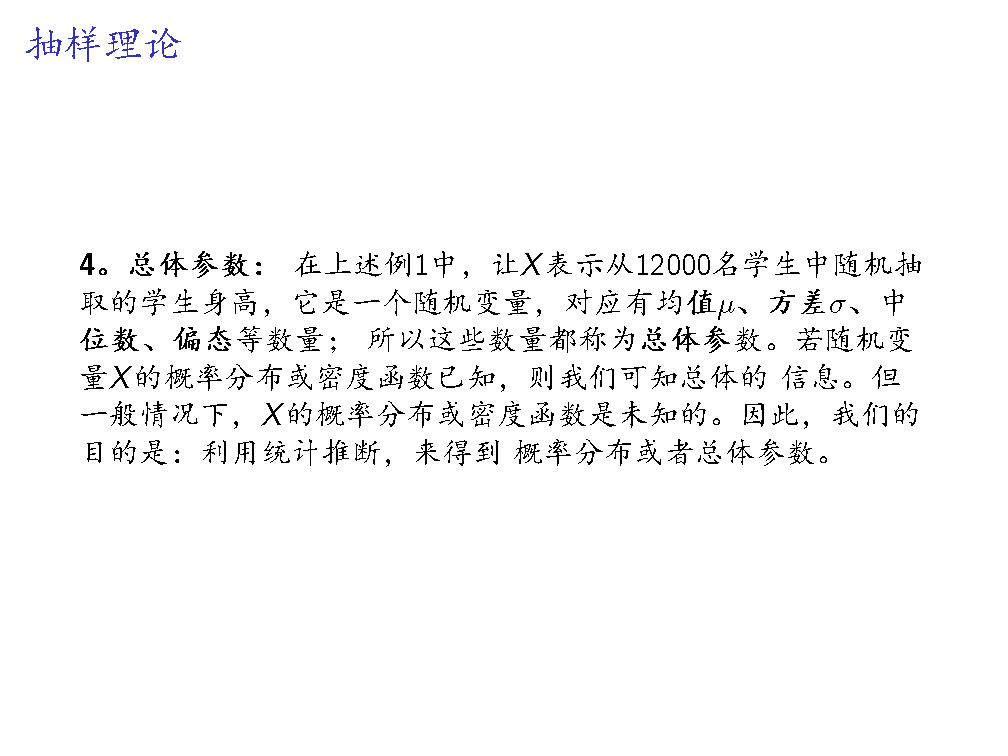 抽样理论
4。总体参数： 在上述例1中，让X表示从12000名学生中随机抽
取的学生身高，它是一个随机变量，对应有均值μ、方差σ、中
位数、偏态等数量； 所以这些数量都称为总体参数。若随机变
量X的概率分布或密度函数已知，则我们可知总体的 信息。但
一般情况下，X的概率分布或密度函数是未知的。因此，我们的
目的是：利用统计推断，来得到 概率分布或者总体参数。